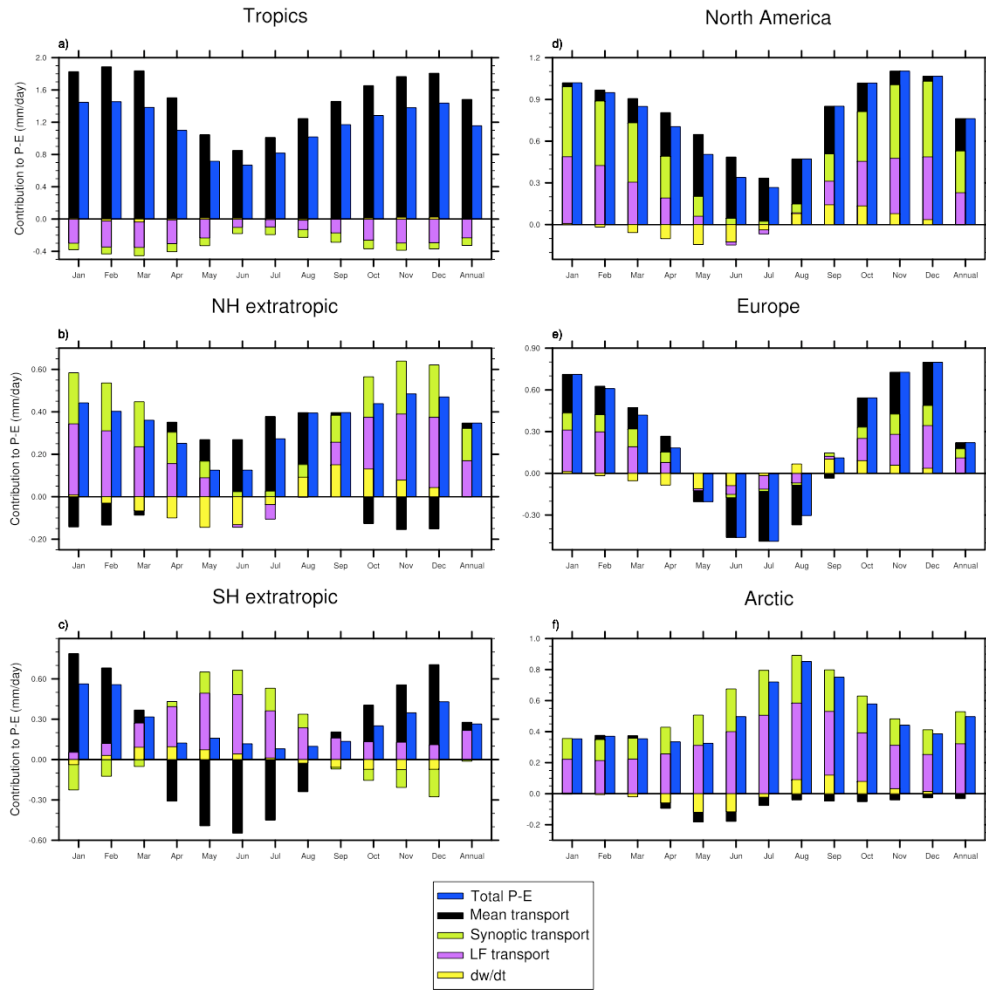 Tropics
a)
Contribution to P-E (mm/day)
2.0
1.6
1.2
0.8
0.4
0.0
-0.4
Jan Feb Mar Apr May Jun Jul Aug Sep Oct Nov Dec Annual
North America
d)
1.2
0.9
0.6
0.3
0.0
Jan Feb Mar Apr May Jun Jul Aug Sep Oct Nov Dec Annual
NH extratropic
b)
Contribution to P-E (mm/day)
0.60
0.40
0.20
0.00
-0.20
Jan Feb Mar Apr May Jun Jul Aug Sep Oct Nov Dec Annual
Europe
e)
0.90
0.60
0.30
0.00
-0.30
Jan Feb Mar Apr May Jun Jul Aug Sep Oct Nov Dec Annual
SH extratropic
c)
Contribution to P-E (mm/day)
0.60
0.30
0.00
-0.30
-0.60
Jan Feb Mar Apr May Jun Jul Aug Sep Oct Nov Dec Annual
Arctic
f)
1.0
0.8
0.6
0.4
0.2
0.0
-0.2
Jan Feb Mar Apr May Jun Jul Aug Sep Oct Nov Dec Annual
Total P-E
Mean transport
Synoptic transport
LF transport
dw/dt